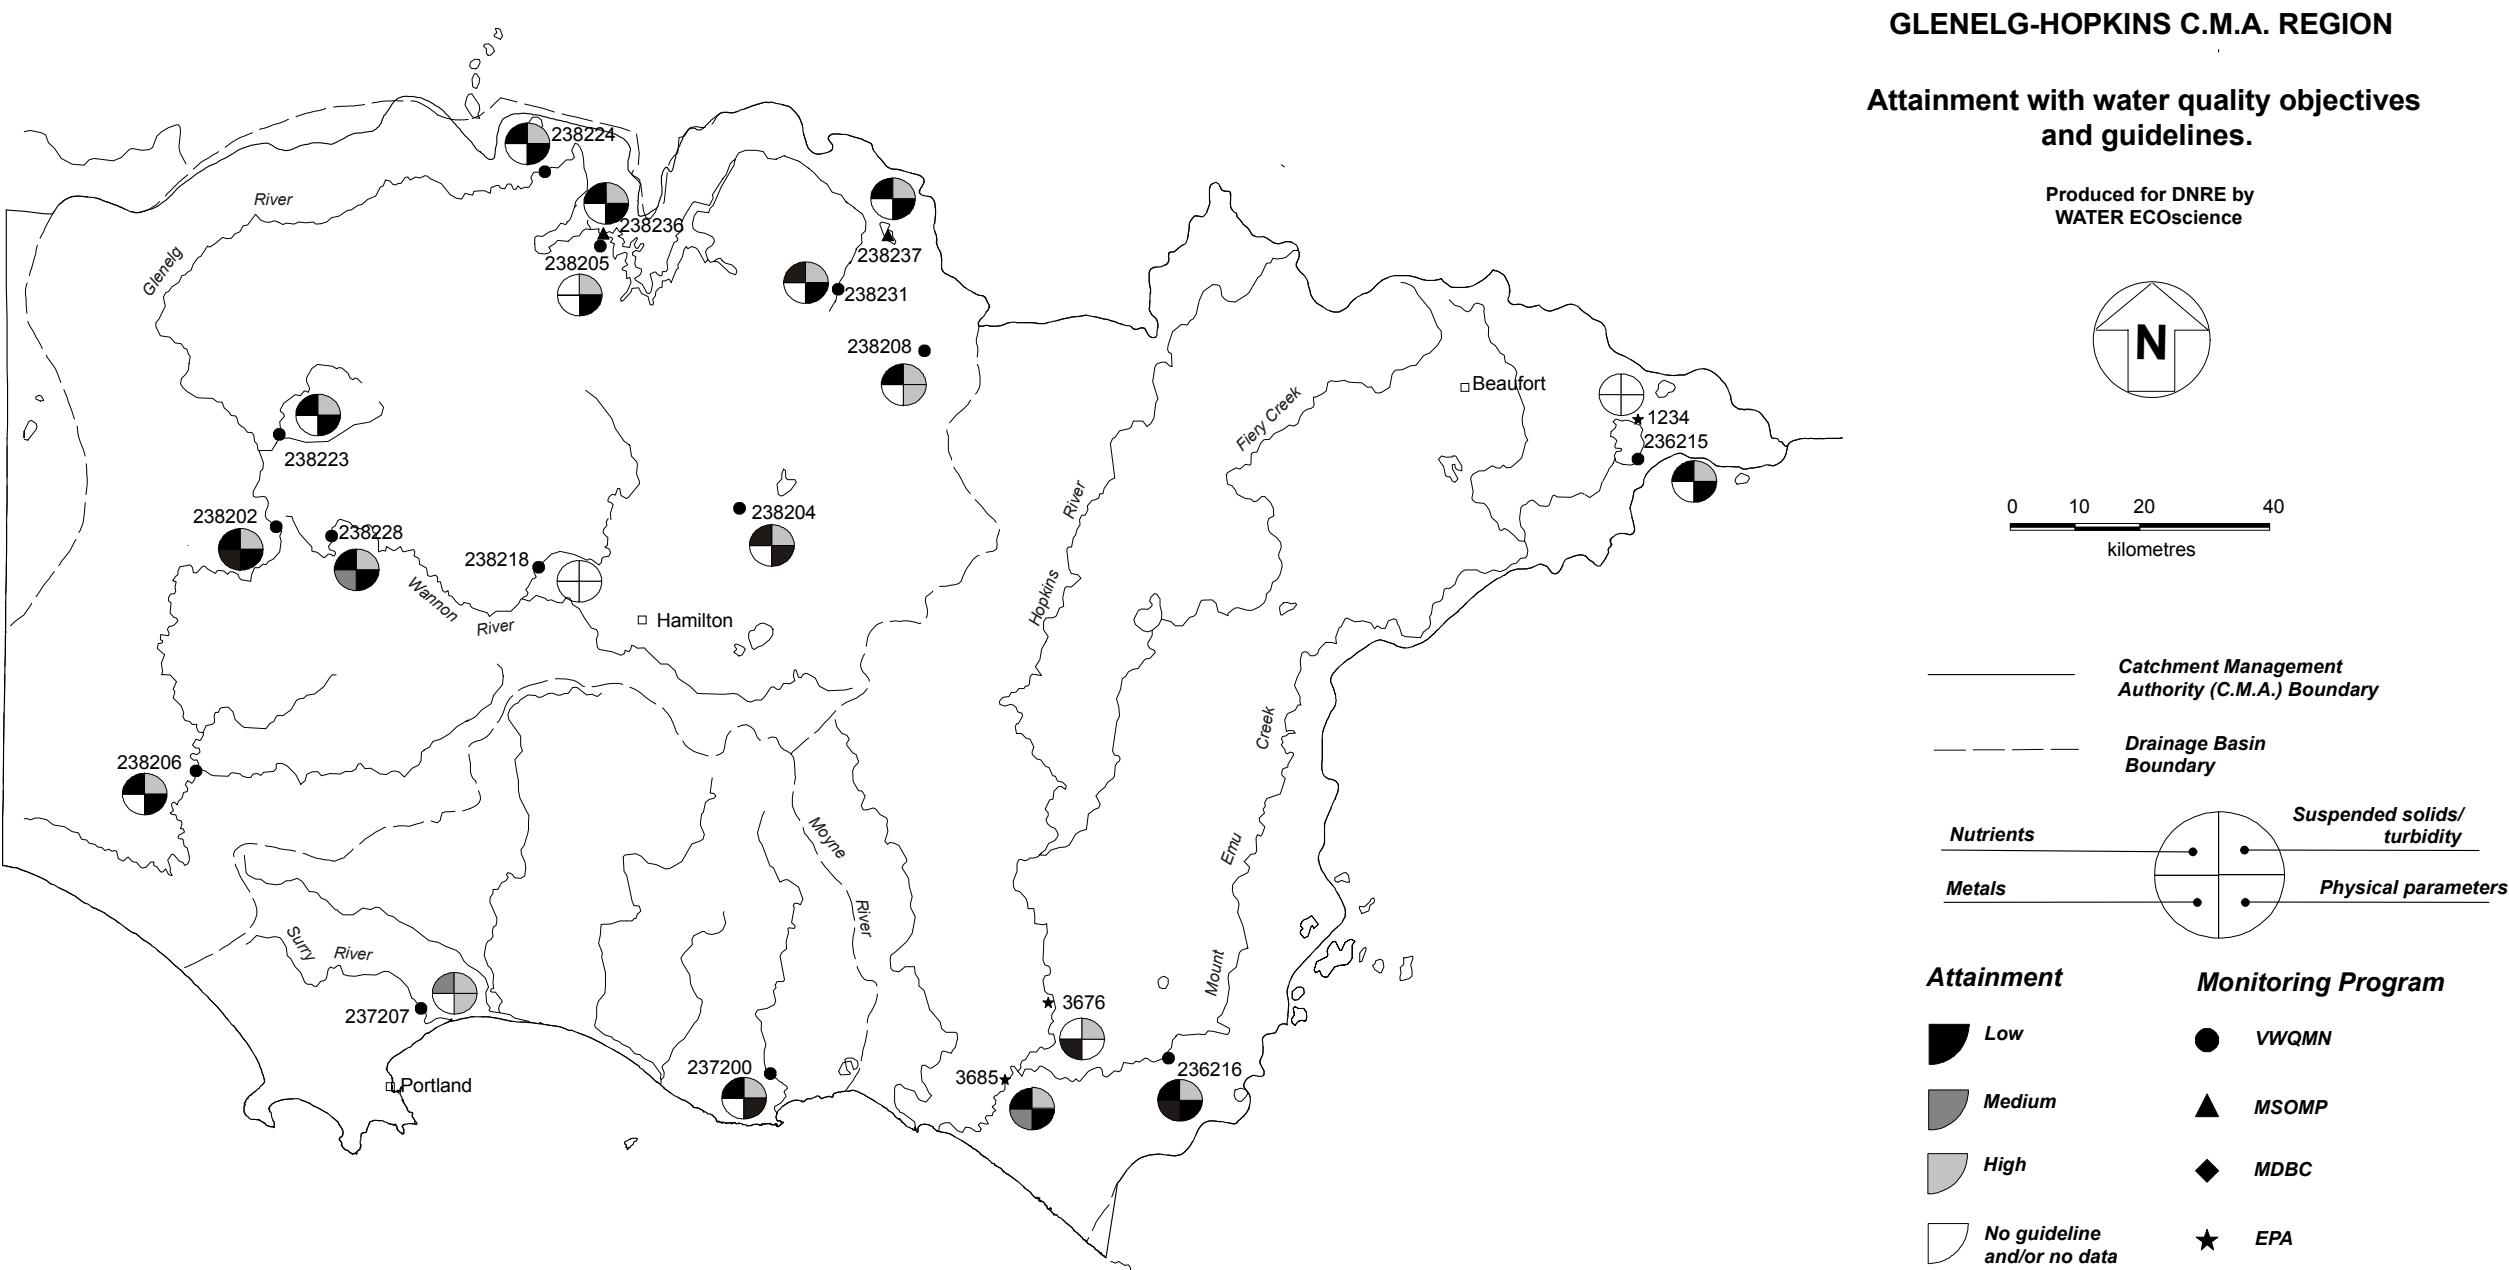 GLENELG-HOPKINS C.M.A. REGION
Attainment with water quality objectives
and guidelines.
Produced for DNRE by
WATER ECOscience
N
0 10 20 40
kilometres
Catchment Management
Authority (C.M.A.) Boundary
Drainage Basin
Boundary
Nutrients
Suspended solids/
turbidity
Metals
Physical parameters
Attainment
Low
Medium
High
No guideline
and/or no data
Monitoring Program
VWQMN
MSOMP
MDBC
EPA
238224
River
Glenelg
238236
238205
238237
238231
238208
Beaufort
Fiery Creek
1234
236215
238223
238202
238228
238204
238218
Wannon
River
Hamilton
River
Hopkins
238206
Creek
Emu
Mount
Moyne
River
Surry
River
237207
Portland
237200
3676
3685
236216